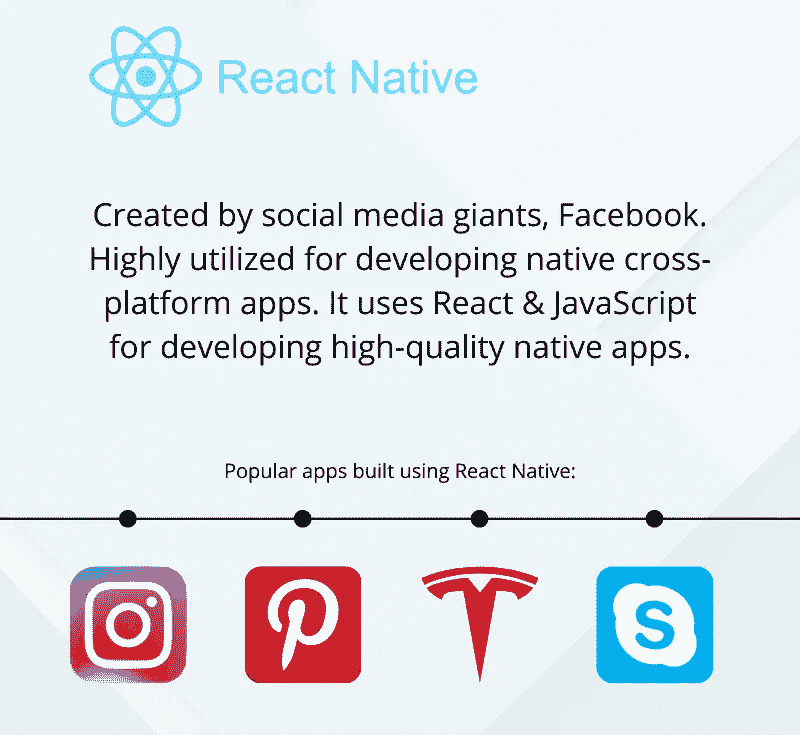 React Native
Created by social media giants, Facebook.
Highly utilized for developing native cross-
platform apps. It uses React & JavaScript
for developing high-quality native apps.
Popular apps built using React Native: